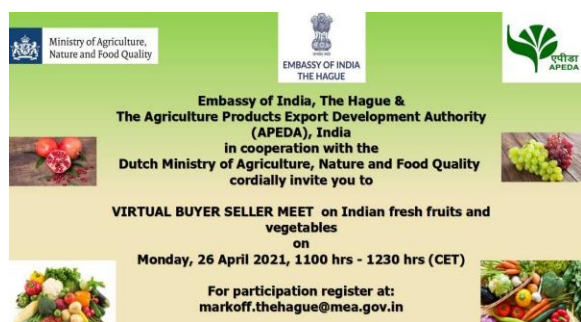 Ministry of Agriculture,
Nature and Food Quality
EMBASSY OF INDIA
THE HAGUE
एपीडा
APEDA
Embassy of India, The Hague &
The Agriculture Products Export Development Authority
(APEDA), India
in cooperation with the
Dutch Ministry of Agriculture, Nature and Food Quality
cordially invite you to
VIRTUAL BUYER SELLER MEET on Indian fresh fruits and
vegetables
on
Monday, 26 April 2021, 1100 hrs - 1230 hrs (CET)
For participation register at:
markoff.thehague@mea.gov.in